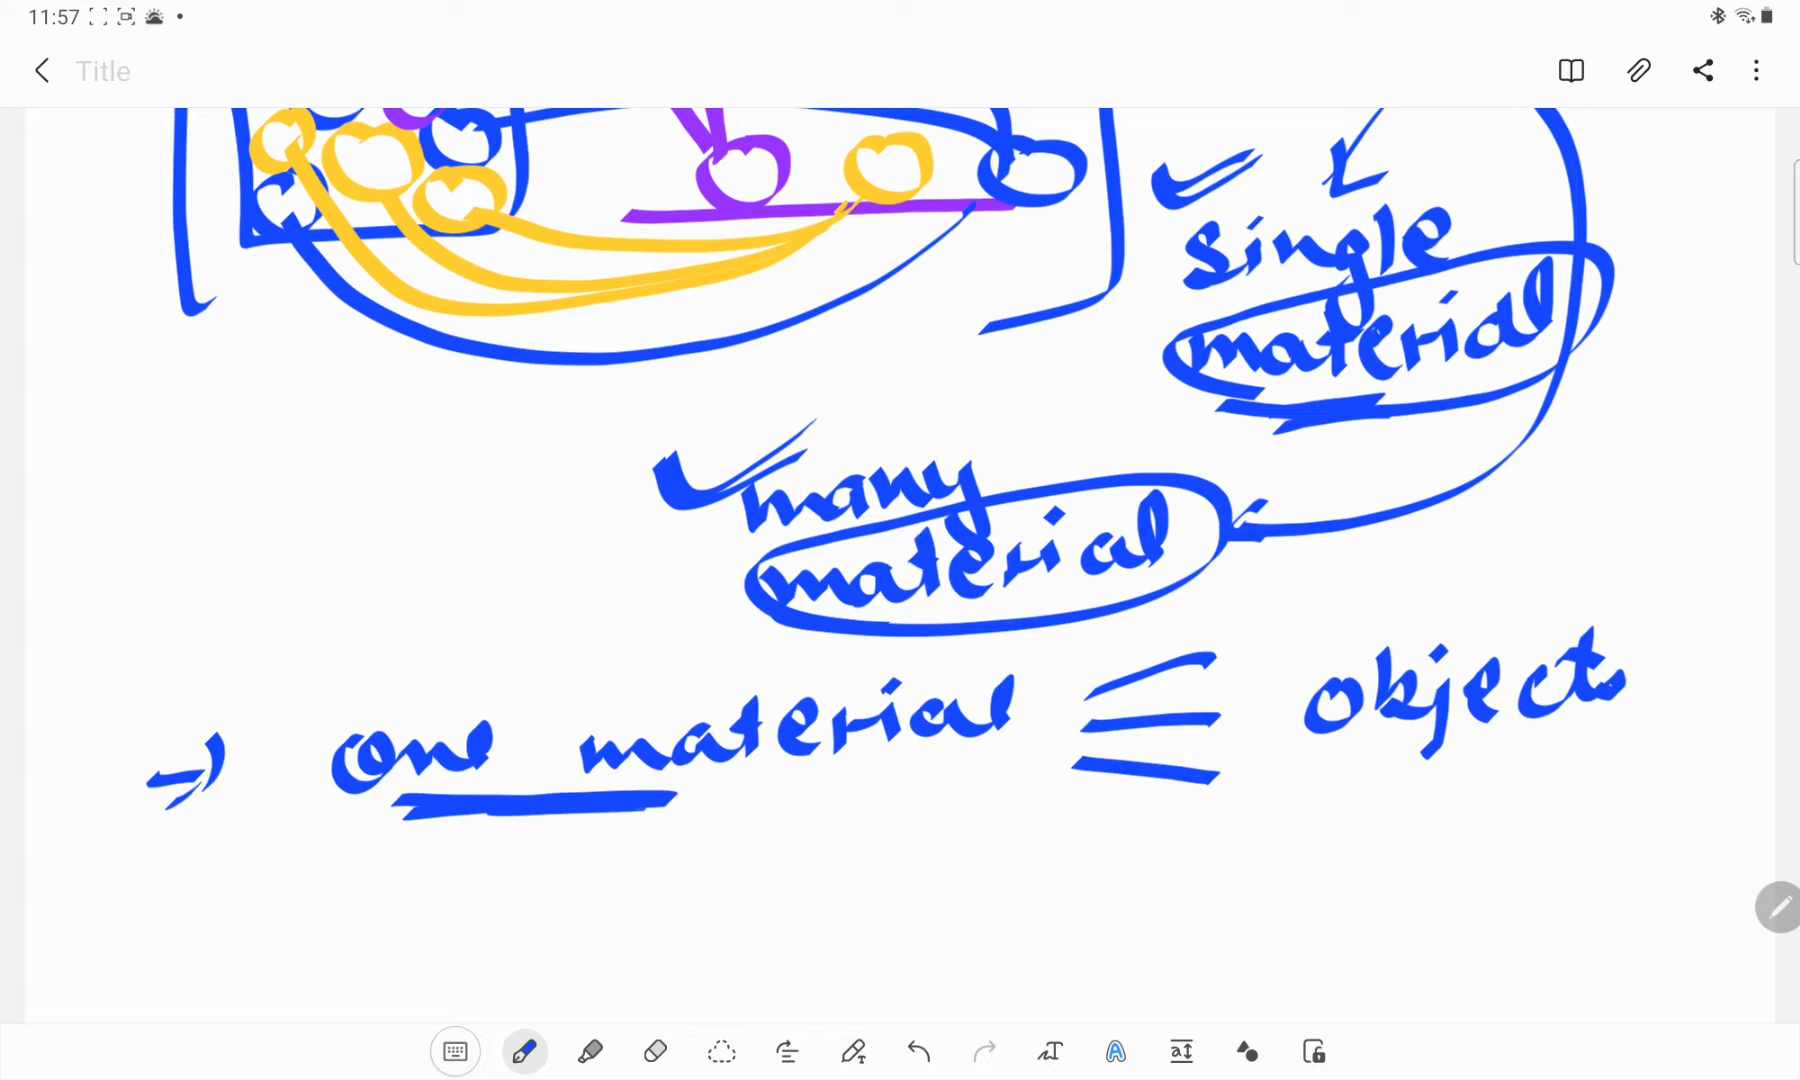 11:57
Title
single
material
many
material
one material object